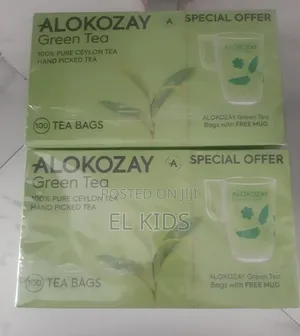 ALOKOZAY
Green Tea
100% PURE CEYLON TEA
HAND PICKED TEA
100 TEA BAGS
A
SPECIAL OFFER
ALOKOZAY
ALOKOZAY Green Tea
Bags with FREE MUG
POSTED ON JIJI
EL KIDS
ALOKOZAY
Green Tea
100% PURE CEYLON TEA
HAND PICKED TEA
100 TEA BAGS
A
SPECIAL OFFER
ALOKOZAY
ALOKOZAY Green Tea
Bags with FREE MUG